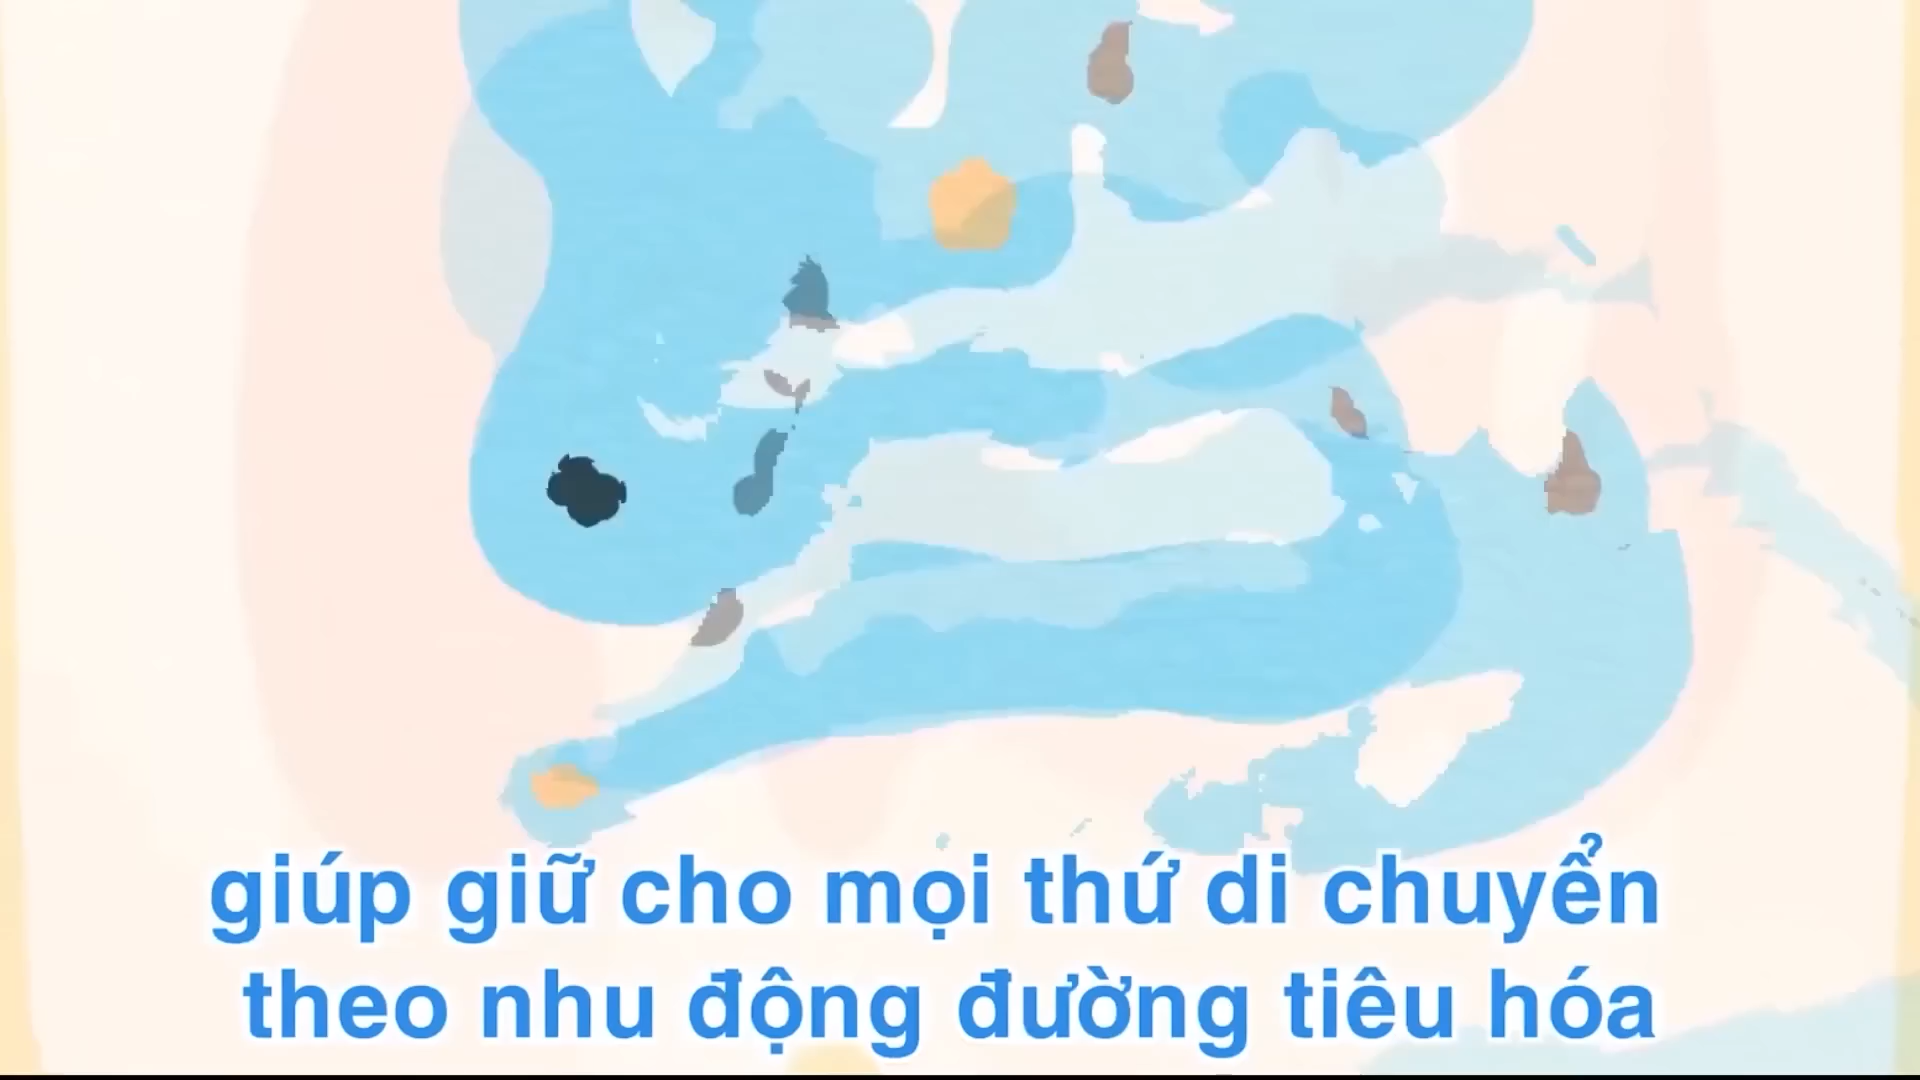 giúp giữ cho mọi thứ di chuyển
theo nhu động đường tiêu hóa